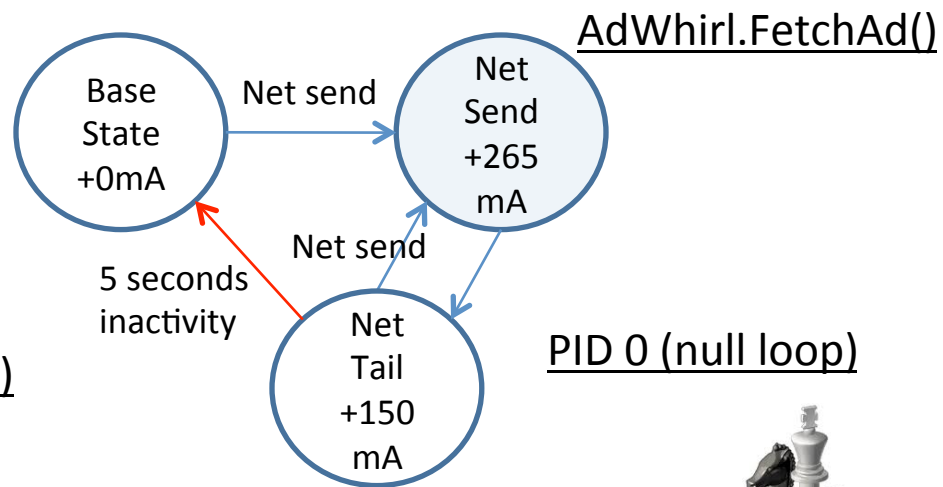 AdWhirl.FetchAd()
Base
State
+0mA
Net send
Net
Send
+265
mA
Net send
5 seconds
inactivity
Net
Tail
+150
mA
PID 0 (null loop)
)